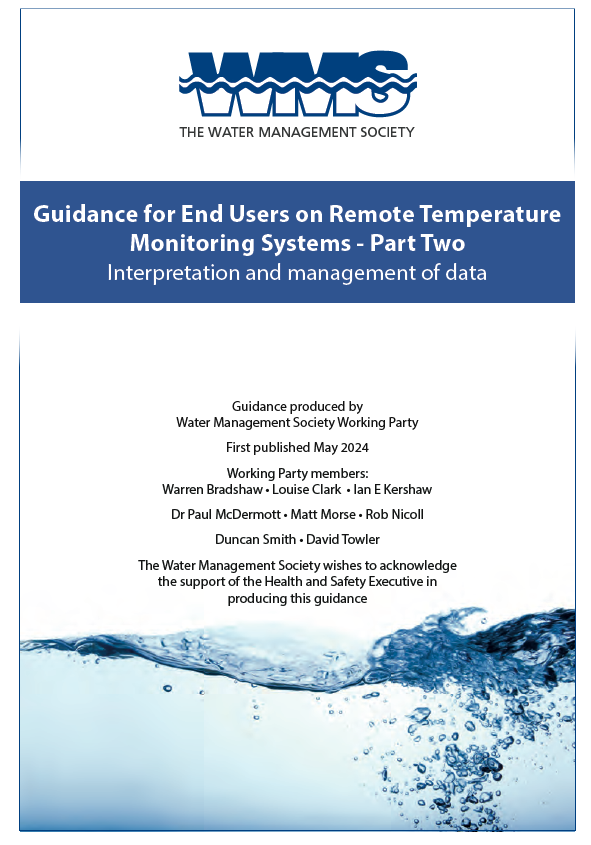 WMS
THE WATER MANAGEMENT SOCIETY
Guidance for End Users on Remote Temperature
Monitoring Systems - Part Two
Interpretation and management of data
Guidance produced by
Water Management Society Working Party
First published May 2024
Working Party members:
Warren Bradshaw • Louise Clark • Ian E Kershaw
Dr Paul McDermott • Matt Morse • Rob Nicoll
Duncan Smith • David Towler
The Water Management Society wishes to acknowledge
the support of the Health and Safety Executive in
producing this guidance